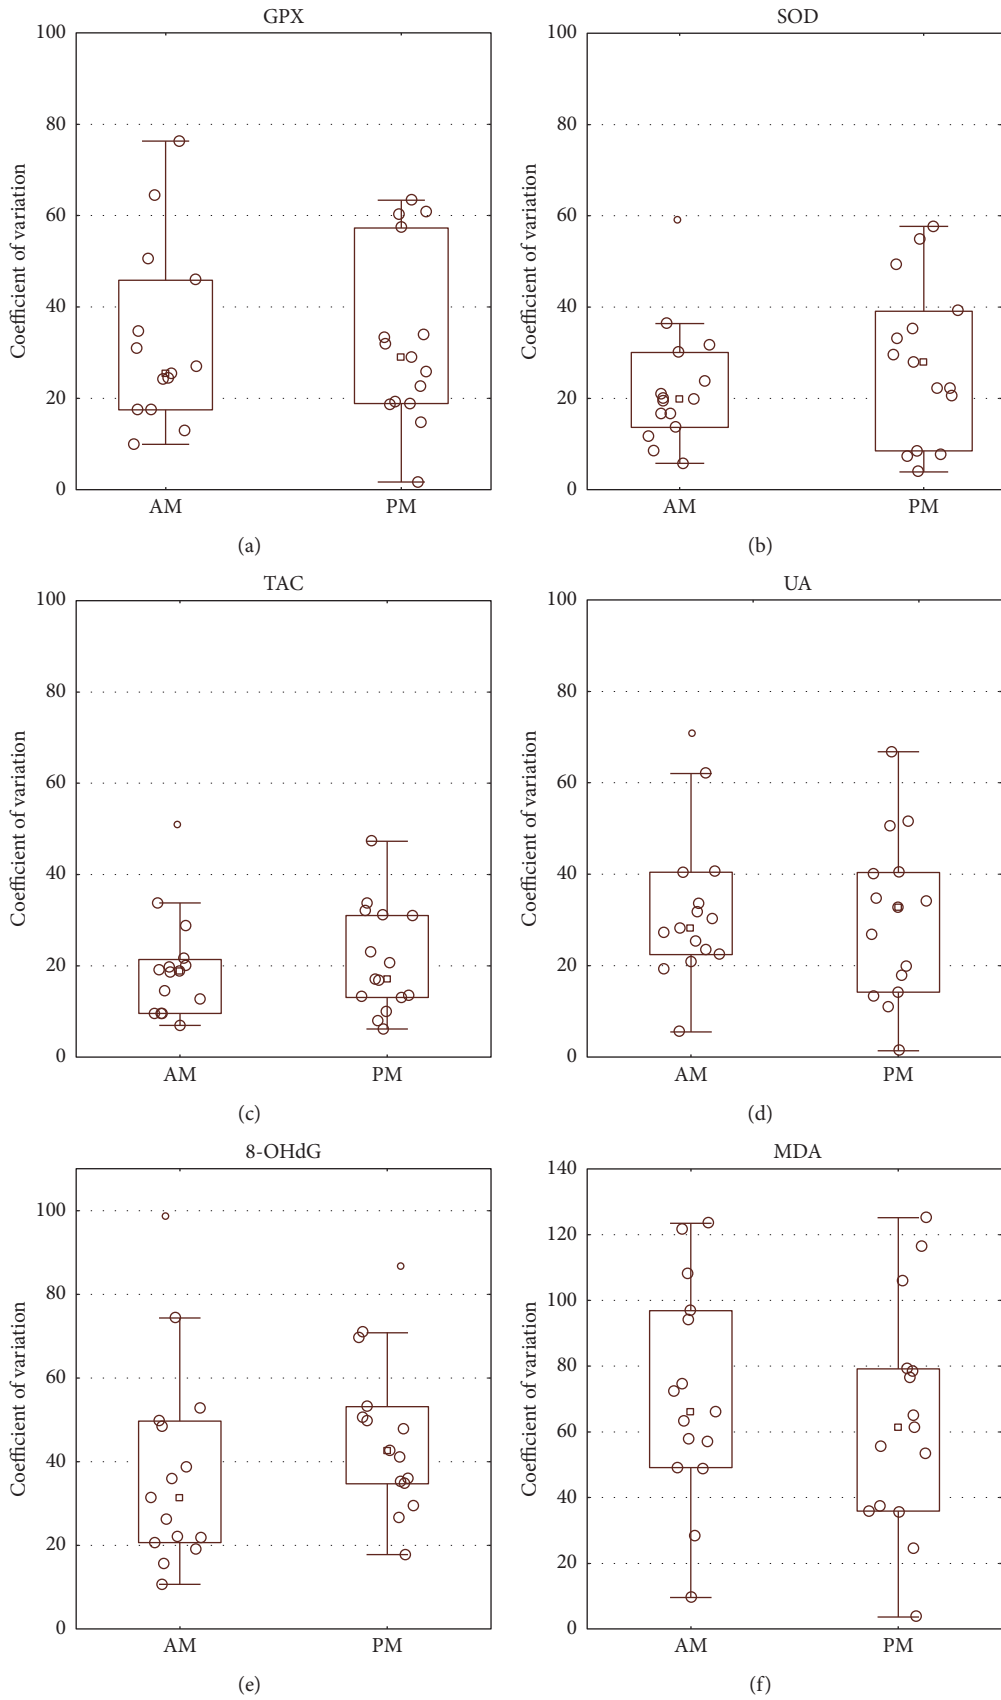 GPX
100
80
60
40
20
0
Coefficient of variation
AM PM
(a)
SOD
100
80
60
40
20
0
Coefficient of variation
AM PM
(b)
TAC
100
80
60
40
20
0
Coefficient of variation
AM PM
(c)
UA
100
80
60
40
20
0
Coefficient of variation
AM PM
(d)
8-OHdG
100
80
60
40
20
0
Coefficient of variation
AM PM
(e)
MDA
140
120
100
80
60
40
20
0
Coefficient of variation
AM PM
(f)